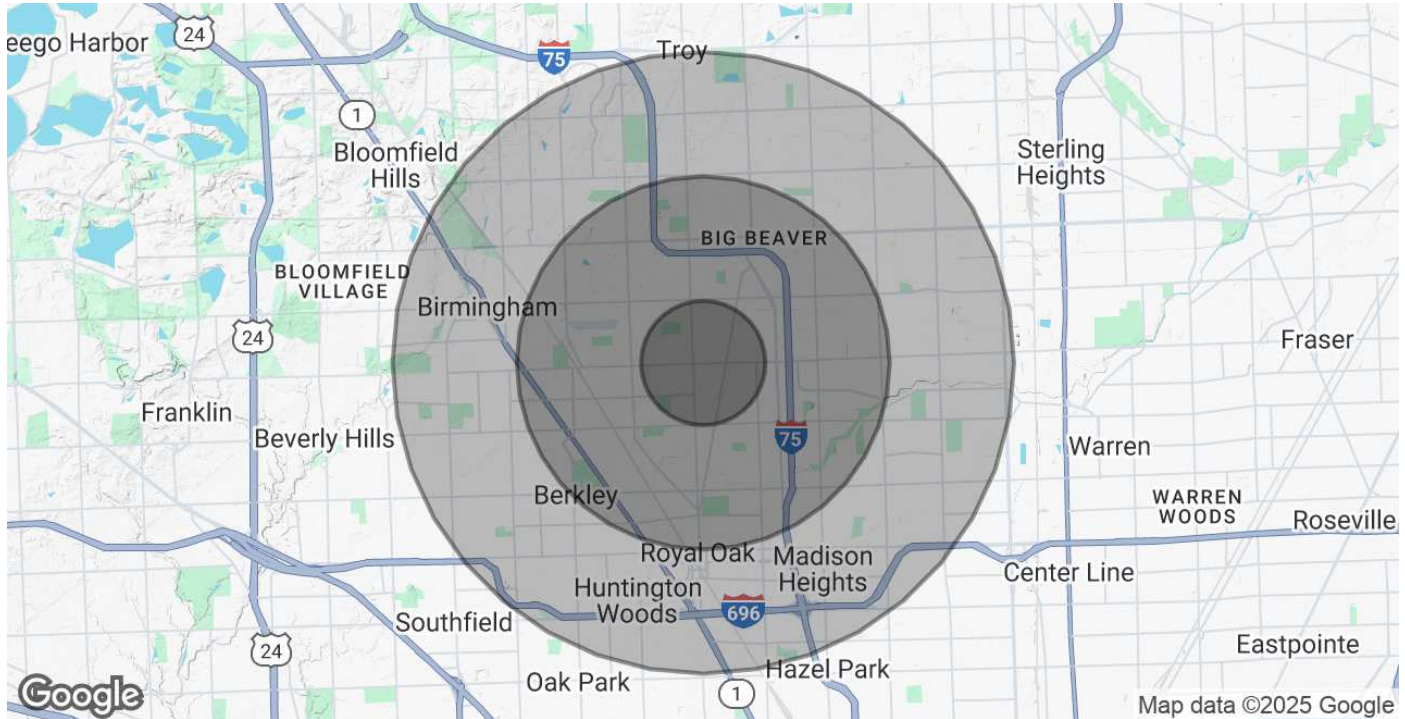 eego Harbor
24
75
Troy
1
Bloomfield
Hills
Sterling
Heights
BIG BEAVER
BLOOMFIELD
VILLAGE
Birmingham
24
Fraser
Franklin
Beverly Hills
75
Warren
Berkley
WARREN
WOODS
Roseville
Royal Oak
Madison
Heights
Center Line
Huntington
Woods
696
Southfield
24
Eastpointe
Oak Park
Hazel Park
1
Google
Map data ©2025 Google